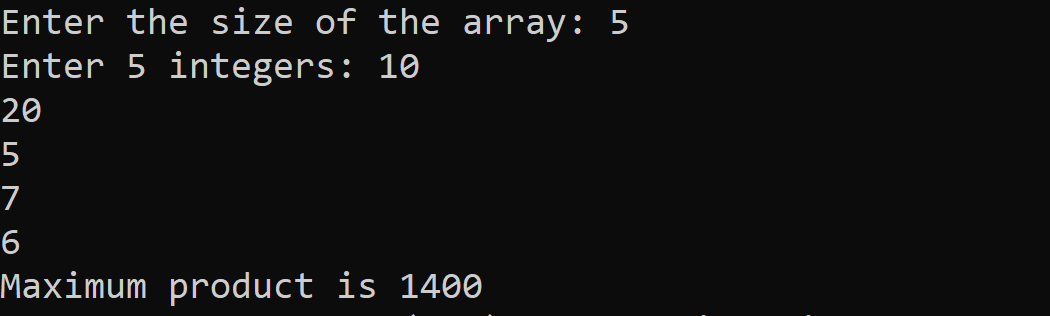 Enter the size of the array: 5
Enter 5 integers: 10
20
5
7
6
Maximum product is 1400